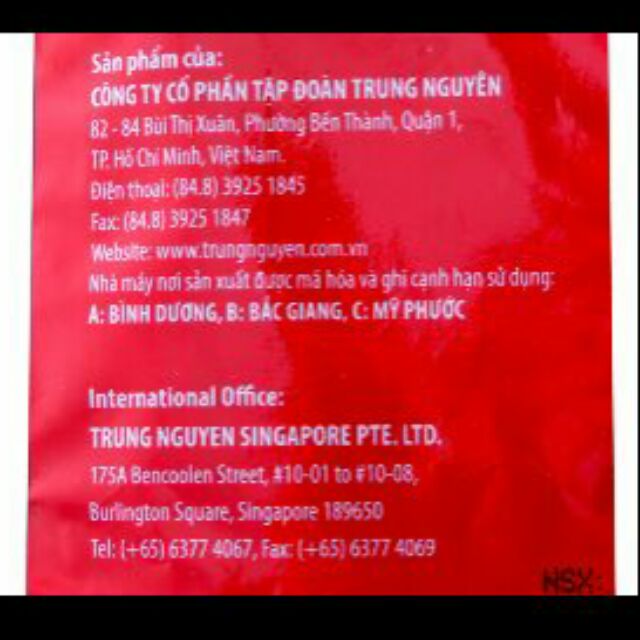 Sản phẩm của:
CÔNG TY CỔ PHẦN TẬP ĐOÀN TRUNG NGUYÊN
82 - 84 Bùi Thị Xuân, Phường Bến Thành, Quận 1,
TP. Hồ Chí Minh, Việt Nam.
Điện thoại: (84.8) 3925 1845
Fax: (84.8) 3925 1847
Website: www.trungnguyen.com.vn
Nhà máy nơi sản xuất được mã hóa và ghi cạnh hạn sử dụng:
A: BÌNH DƯƠNG, B: BẮC GIANG, C: MỸ PHƯỚC
International Office:
TRUNG NGUYEN SINGAPORE PTE. LTD.
175A Bencoolen Street, #10-01 to #10-08,
Burlington Square, Singapore 189650
Tel: (+65) 6377 4067, Fax: (+65) 6377 4069
NSX: